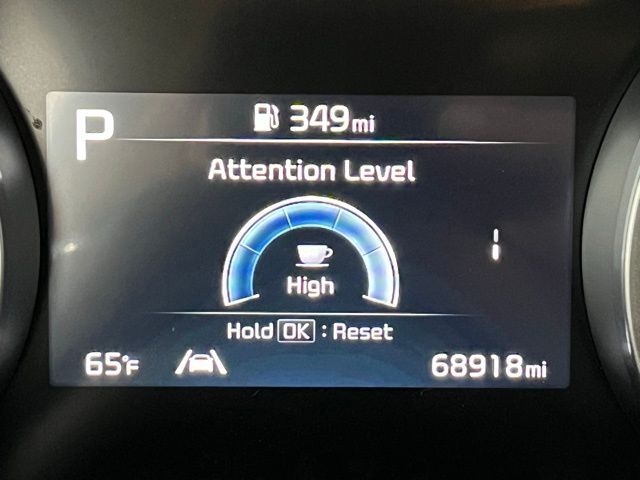 P
349mi
Attention Level
High
Hold OK : Reset
65°F
68918mi